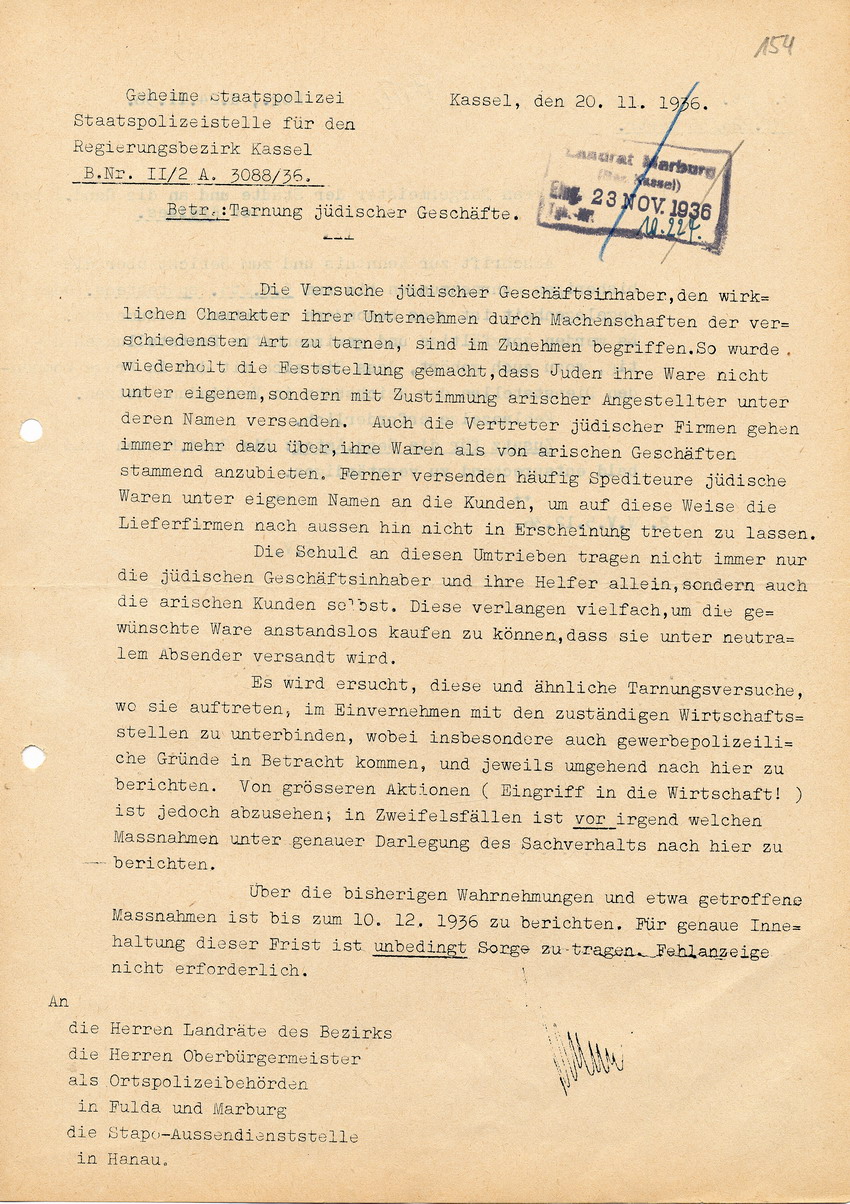 154
Geheime Staatspolizei
Staatspolizeistelle für den
Regierungsbezirk Kassel
B.Nr. II/2 A. 3088/36.
Kassel, den 20. 11. 1936.
Landrat Marburg
(Bez. Kassel)
Eing. 23 NOV. 1936
Tgb.-Nr. 10.227.
Betr.:Tarnung jüdischer Geschäfte.
Die Versuche jüdischer Geschäftsinhaber,den wirk=
lichen Charakter ihrer Unternehmen durch Machenschaften der ver=
schiedensten Art zu tarnen, sind im Zunehmen begriffen.So wurde
wiederholt die Feststellung gemacht,dass Juden ihre Ware nicht
unter eigenem,sondern mit Zustimmung arischer Angestellter unter
deren Namen versenden. Auch die Vertreter jüdischer Firmen gehen
immer mehr dazu über,ihre Waren als von arischen Geschäften
stammend anzubieten. Ferner versenden häufig Spediteure jüdische
Waren unter eigenem Namen an die Kunden, um auf diese Weise die
Lieferfirmen nach aussen hin nicht in Erscheinung treten zu lassen.
Die Schuld an diesen Umtrieben tragen nicht immer nur
die jüdischen Geschäftsinhaber und ihre Helfer allein,sondern auch
die arischen Kunden selbst. Diese verlangen vielfach,um die ge=
wünschte Ware anstandslos kaufen zu können,dass sie unter neutra=
lem Absender versandt wird.
Es wird ersucht, diese und ähnliche Tarnungsversuche,
wo sie auftreten, im Einvernehmen mit den zuständigen Wirtschafts=
stellen zu unterbinden, wobei insbesondere auch gewerbepolizeili=
che Gründe in Betracht kommen, und jeweils umgehend nach hier zu
berichten. Von grösseren Aktionen ( Eingriff in die Wirtschaft! )
ist jedoch abzusehen; in Zweifelsfällen ist vor irgend welchen
Massnahmen unter genauer Darlegung des Sachverhalts nach hier zu
berichten.
Über die bisherigen Wahrnehmungen und etwa getroffene
Massnahmen ist bis zum 10. 12. 1936 zu berichten. Für genaue Inne=
haltung dieser Frist ist unbedingt Sorge zu tragen. Fehlanzeige
nicht erforderlich.
An
die Herren Landräte des Bezirks
die Herren Oberbürgermeister
als Ortspolizeibehörden
in Fulda und Marburg
die Stapo-Aussendienststelle
in Hanau.